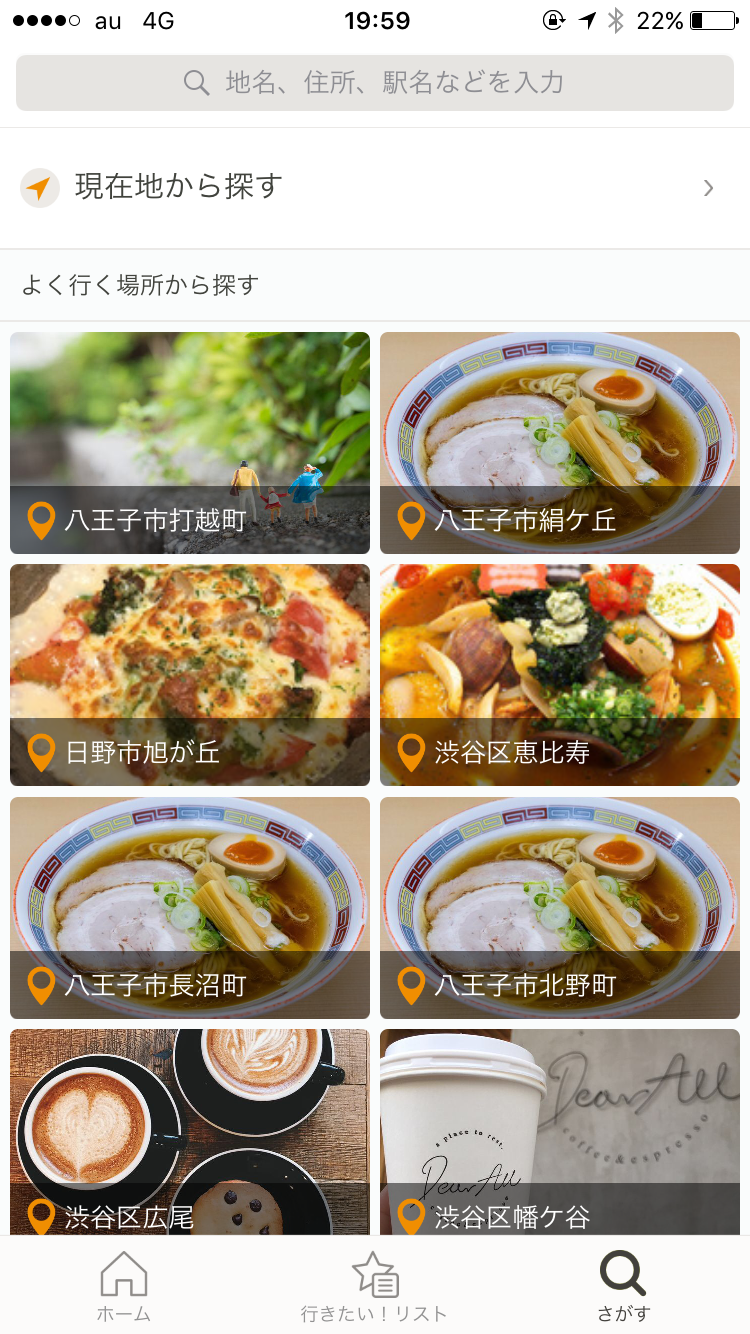 au 4G 19:59 22%
地名、住所、駅名などを入力
現在地から探す
よく行く場所から探す
八王子市打越町
八王子市絹ケ丘
日野市旭が丘
渋谷区恵比寿
八王子市長沼町
八王子市北野町
渋谷区広尾
a place to rest.
Dear All
Dear All
coffee & espresso
渋谷区幡ケ谷
ホーム
行きたい！リスト
さがす